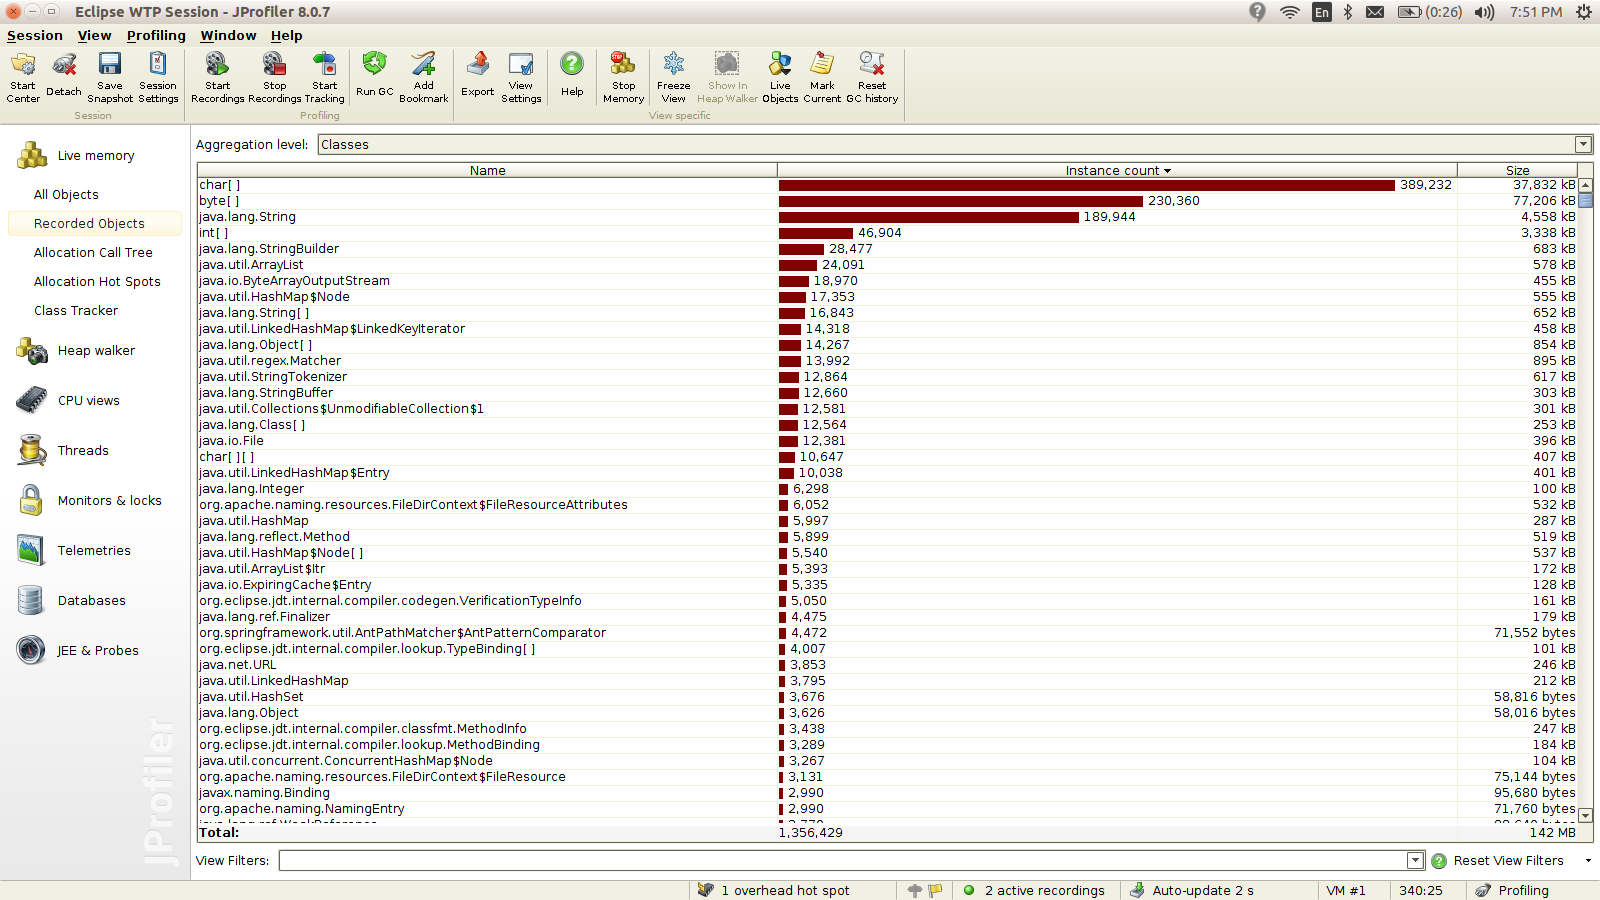 Eclipse WTP Session - JProfiler 8.0.7
En (0:26) 7:51 PM
Session View Profiling Window Help
Start Center Detach Save Snapshot Session Settings Start Recordings Stop Recordings Start Tracking Run GC Add Bookmark Export View Settings Help Stop Memory Freeze View Show In Heap Walker Live Objects Mark Current Reset GC history
Session Profiling View specific
Live memory
All Objects
Recorded Objects
Allocation Call Tree
Allocation Hot Spots
Class Tracker
Heap walker
CPU views
Threads
Monitors & locks
Telemetries
Databases
JEE & Probes
JProfiler
Aggregation level: Classes
Name Instance count Size
char[ ] 389,232 37,832 kB
byte[ ] 230,360 77,206 kB
java.lang.String 189,944 4,558 kB
int[ ] 46,904 3,338 kB
java.lang.StringBuilder 28,477 683 kB
java.util.ArrayList 24,091 578 kB
java.io.ByteArrayOutputStream 18,970 455 kB
java.util.HashMap$Node 17,353 555 kB
java.lang.String[ ] 16,843 652 kB
java.util.LinkedHashMap$LinkedKeyIterator 14,318 458 kB
java.lang.Object[ ] 14,267 854 kB
java.util.regex.Matcher 13,992 895 kB
java.util.StringTokenizer 12,864 617 kB
java.lang.StringBuffer 12,660 303 kB
java.util.Collections$UnmodifiableCollection$1 12,581 301 kB
java.lang.Class[ ] 12,564 253 kB
java.io.File 12,381 396 kB
char[ ][ ] 10,647 407 kB
java.util.LinkedHashMap$Entry 10,038 401 kB
java.lang.Integer 6,298 100 kB
org.apache.naming.resources.FileDirContext$FileResourceAttributes 6,052 532 kB
java.util.HashMap 5,997 287 kB
java.lang.reflect.Method 5,899 519 kB
java.util.HashMap$Node[ ] 5,540 537 kB
java.util.ArrayList$Itr 5,393 172 kB
java.io.ExpiringCache$Entry 5,335 128 kB
org.eclipse.jdt.internal.compiler.codegen.VerificationTypeInfo 5,050 161 kB
java.lang.ref.Finalizer 4,475 179 kB
org.springframework.util.AntPathMatcher$AntPatternComparator 4,472 71,552 bytes
org.eclipse.jdt.internal.compiler.lookup.TypeBinding[ ] 4,007 101 kB
java.net.URL 3,853 246 kB
java.util.LinkedHashMap 3,795 212 kB
java.util.HashSet 3,676 58,816 bytes
java.lang.Object 3,626 58,016 bytes
org.eclipse.jdt.internal.compiler.classfmt.MethodInfo 3,438 247 kB
org.eclipse.jdt.internal.compiler.lookup.MethodBinding 3,289 184 kB
java.util.concurrent.ConcurrentHashMap$Node 3,267 104 kB
org.apache.naming.resources.FileDirContext$FileResource 3,131 75,144 bytes
javax.naming.Binding 2,990 95,680 bytes
org.apache.naming.NamingEntry 2,990 71,760 bytes
Total: 1,356,429 142 MB
View Filters: Reset View Filters
1 overhead hot spot 2 active recordings Auto-update 2 s VM #1 340:25 Profiling